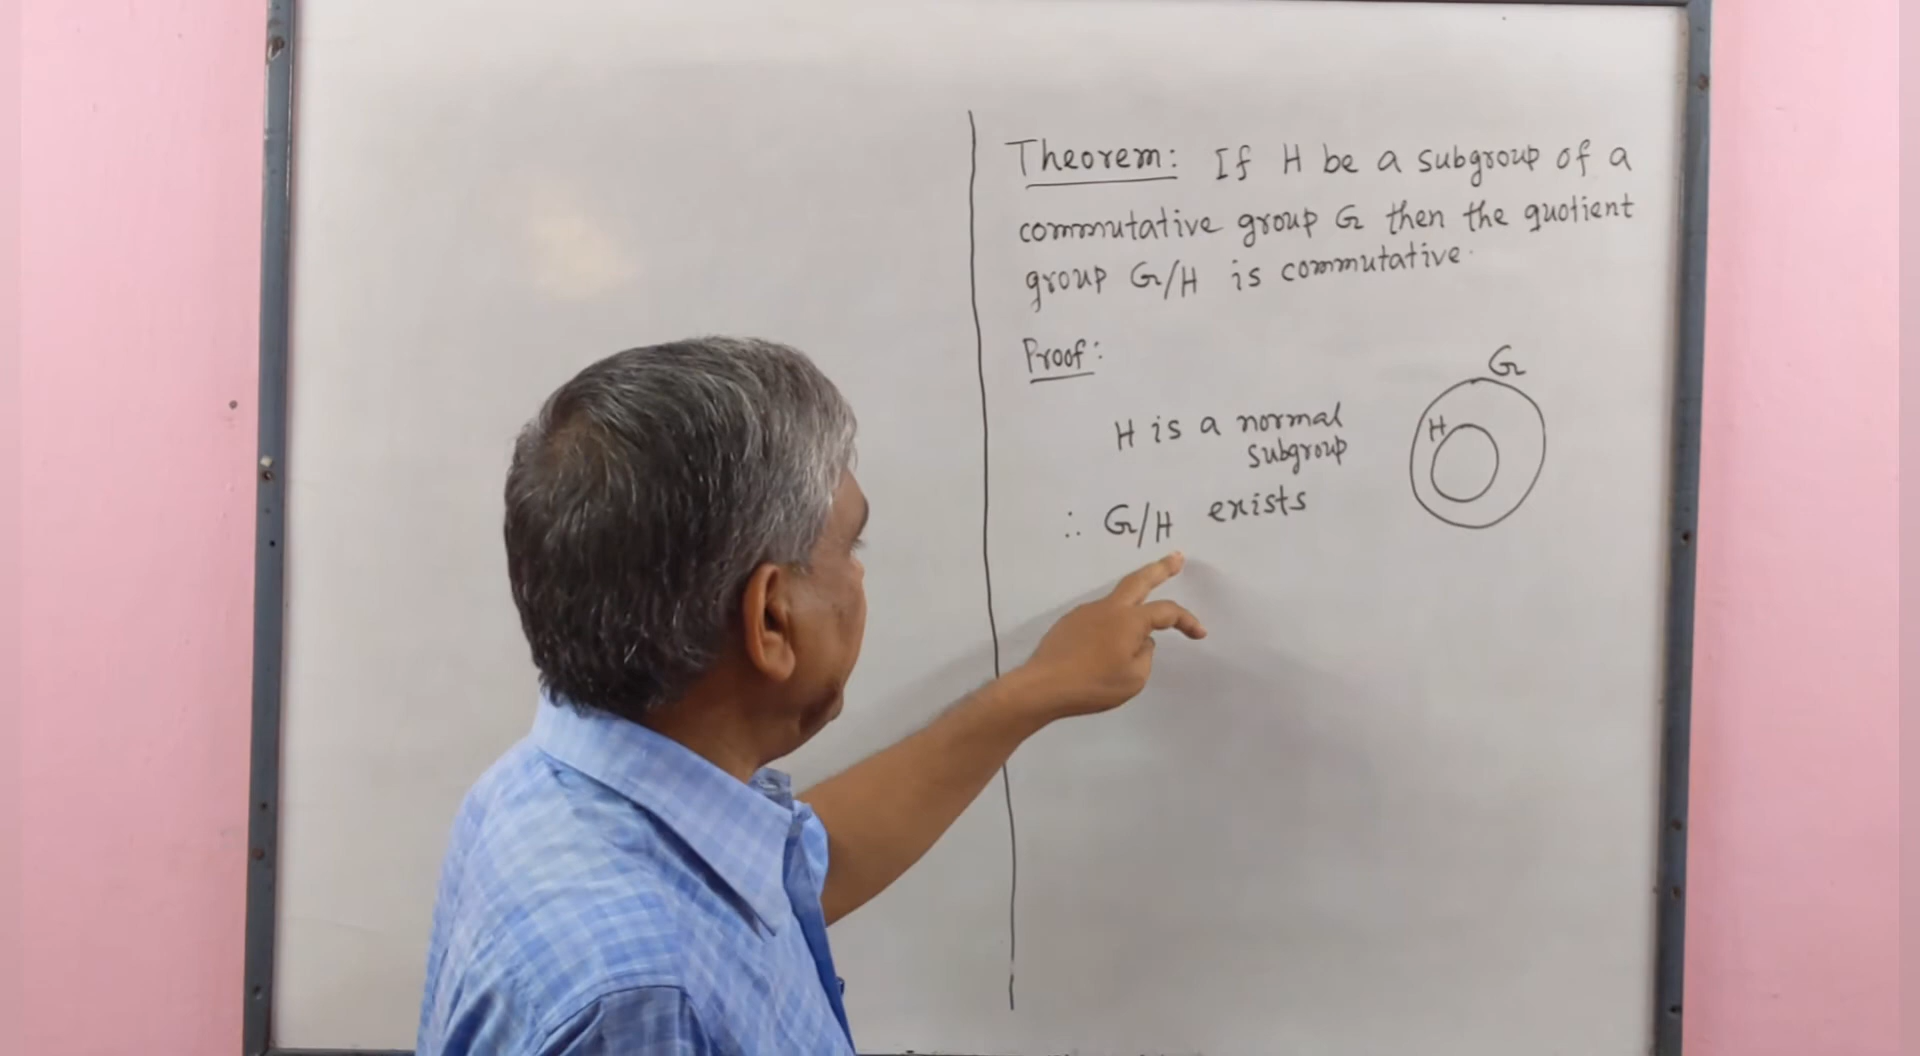 Theorem: If H be a subgroup of a
commutative group G then the quotient
group G/H is commutative.
Proof:
G
H
H is a normal
subgroup
∴ G/H exists